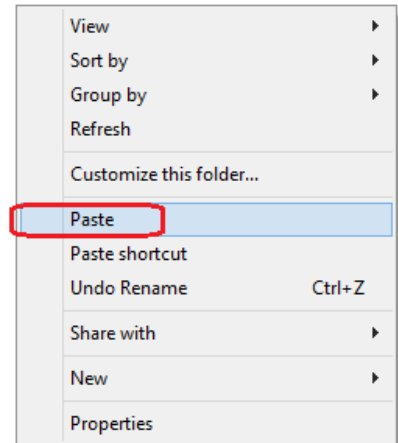 View
Sort by
Group by
Refresh
Customize this folder...
Paste
Paste shortcut
Undo Rename Ctrl+Z
Share with
New
Properties